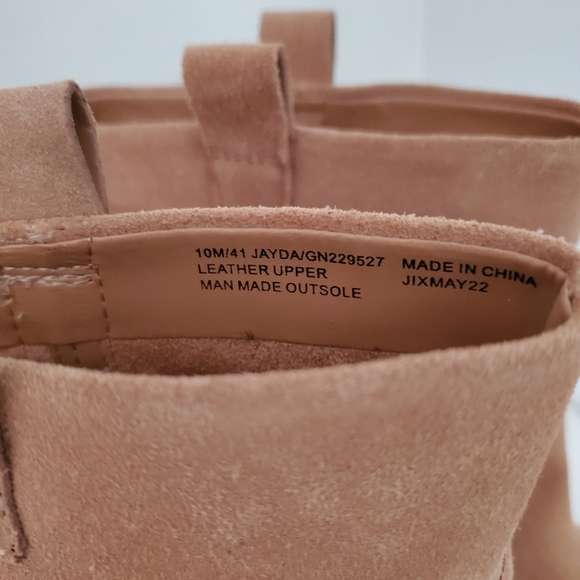 10M/41 JAYDA/GN229527
LEATHER UPPER
MAN MADE OUTSOLE
MADE IN CHINA
JIXMAY22